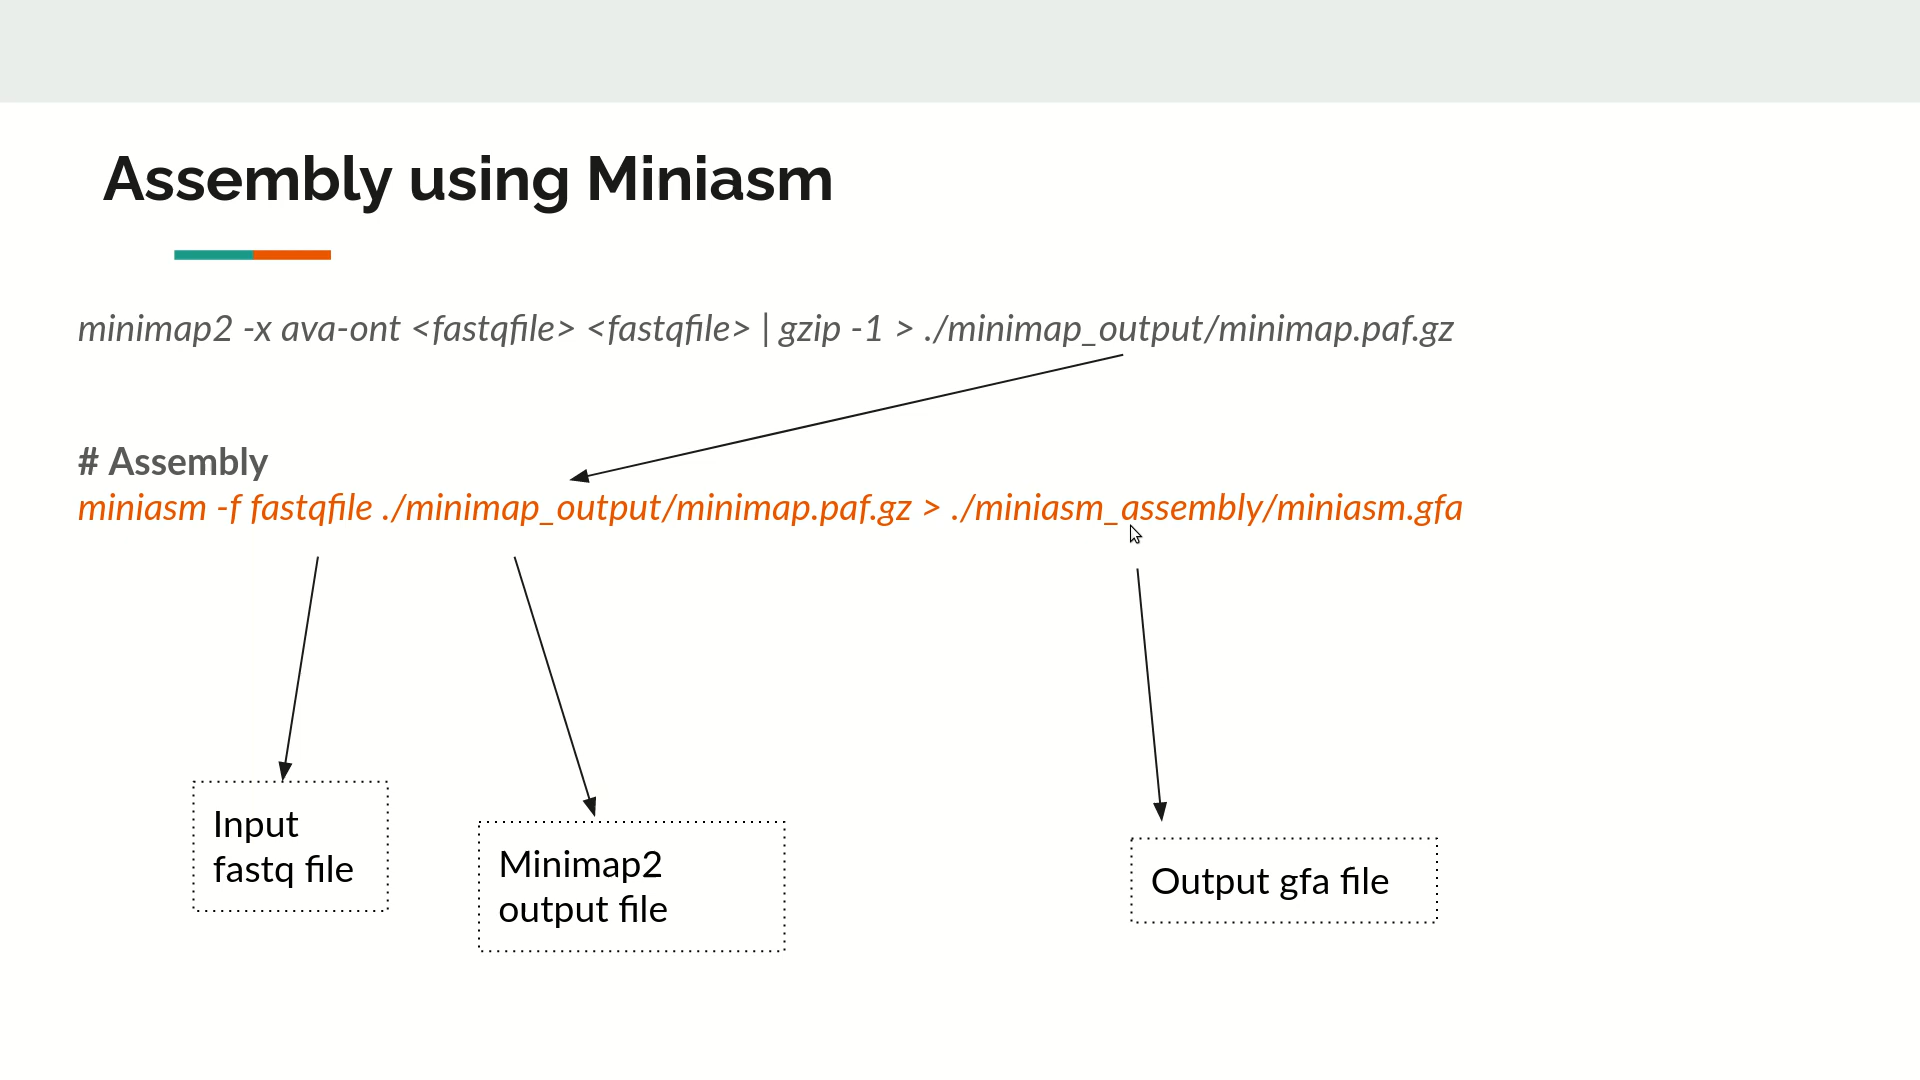 Assembly using Miniasm
minimap2 -x ava-ont <fastqfile> <fastqfile> | gzip -1 > ./minimap_output/minimap.paf.gz
# Assembly
miniasm -f fastqfile ./minimap_output/minimap.paf.gz > ./miniasm_assembly/miniasm.gfa
Input
fastq file
Minimap2
output file
Output gfa file